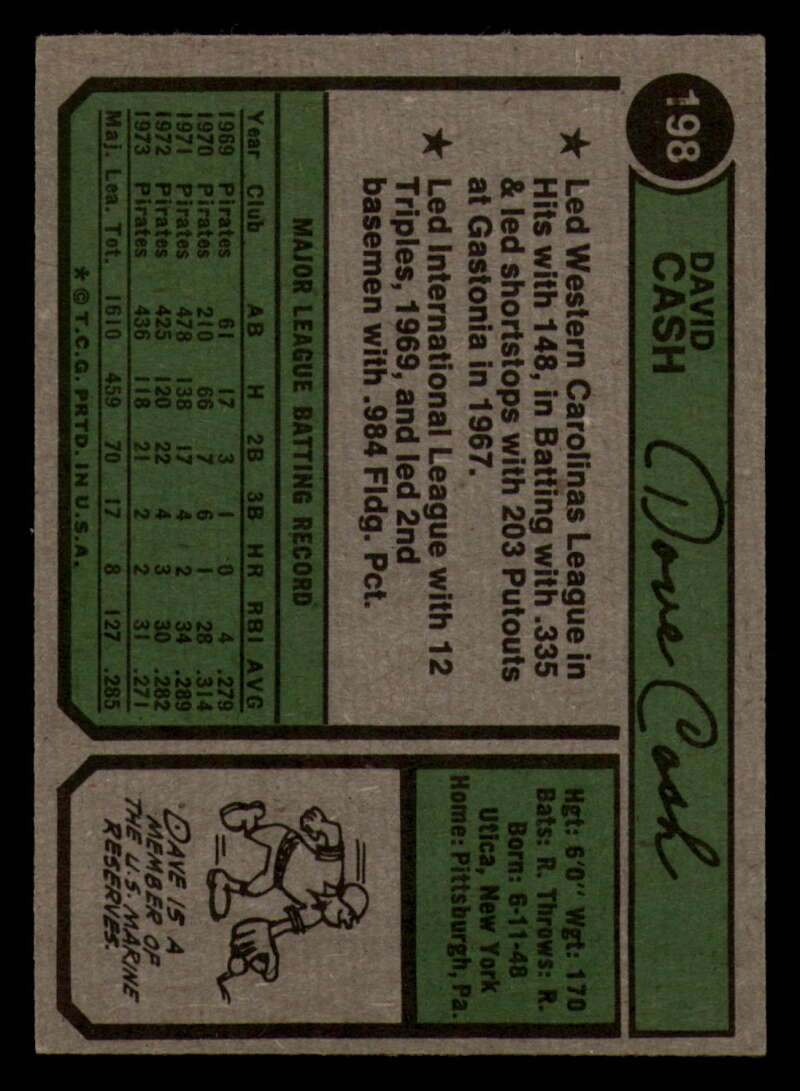 198
DAVID
CASH
Dave Cash
★ Led Western Carolinas League in
Hits with 148, in Batting with .335
& led shortstops with 203 Putouts
at Gastonia in 1967.
★ Led International League with 12
Triples, 1969, and led 2nd
basemen with .984 Fldg. Pct.
MAJOR LEAGUE BATTING RECORD
Year Club AB H 2B 3B HR RBI AVG
1969 Pirates 61 17 3 1 0 4 .279
1970 Pirates 210 66 7 6 1 28 .314
1971 Pirates 478 138 17 4 2 34 .289
1972 Pirates 425 120 22 4 3 30 .282
1973 Pirates 436 118 21 2 2 31 .271
Maj. Lea. Tot. 1610 459 70 17 8 127 .285
* © T.C.G. PRTD. IN U.S.A.
Hgt: 6'0" Wgt: 170
Bats: R. Throws: R.
Born: 6-11-48
Utica, New York
Home: Pittsburgh, Pa.
DAVE IS A
MEMBER OF
THE U.S. MARINE
RESERVES.